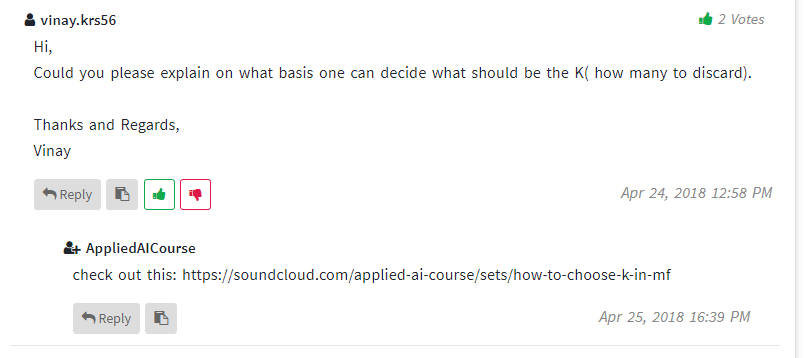 vinay.krs56
2 Votes
Hi,
Could you please explain on what basis one can decide what should be the K( how many to discard).
Thanks and Regards,
Vinay
Reply
Apr 24, 2018 12:58 PM
AppliedAICourse
check out this: https://soundcloud.com/applied-ai-course/sets/how-to-choose-k-in-mf
Reply
Apr 25, 2018 16:39 PM